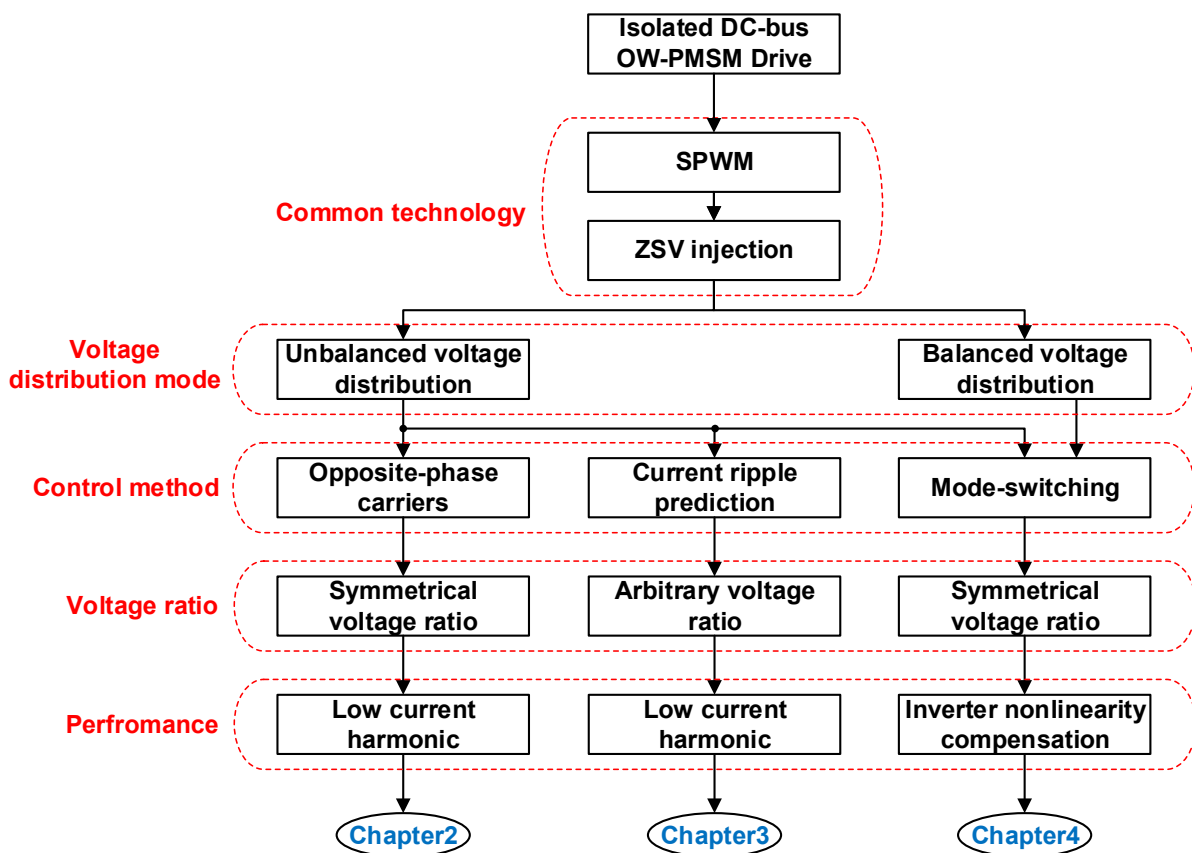 Isolated DC-bus
OW-PMSM Drive
SPWM
Common technology
ZSV injection
Voltage
distribution mode
Unbalanced voltage
distribution
Balanced voltage
distribution
Control method
Opposite-phase
carriers
Current ripple
prediction
Mode-switching
Voltage ratio
Symmetrical
voltage ratio
Arbitrary voltage
ratio
Symmetrical
voltage ratio
Perfromance
Low current
harmonic
Low current
harmonic
Inverter nonlinearity
compensation
Chapter2
Chapter3
Chapter4